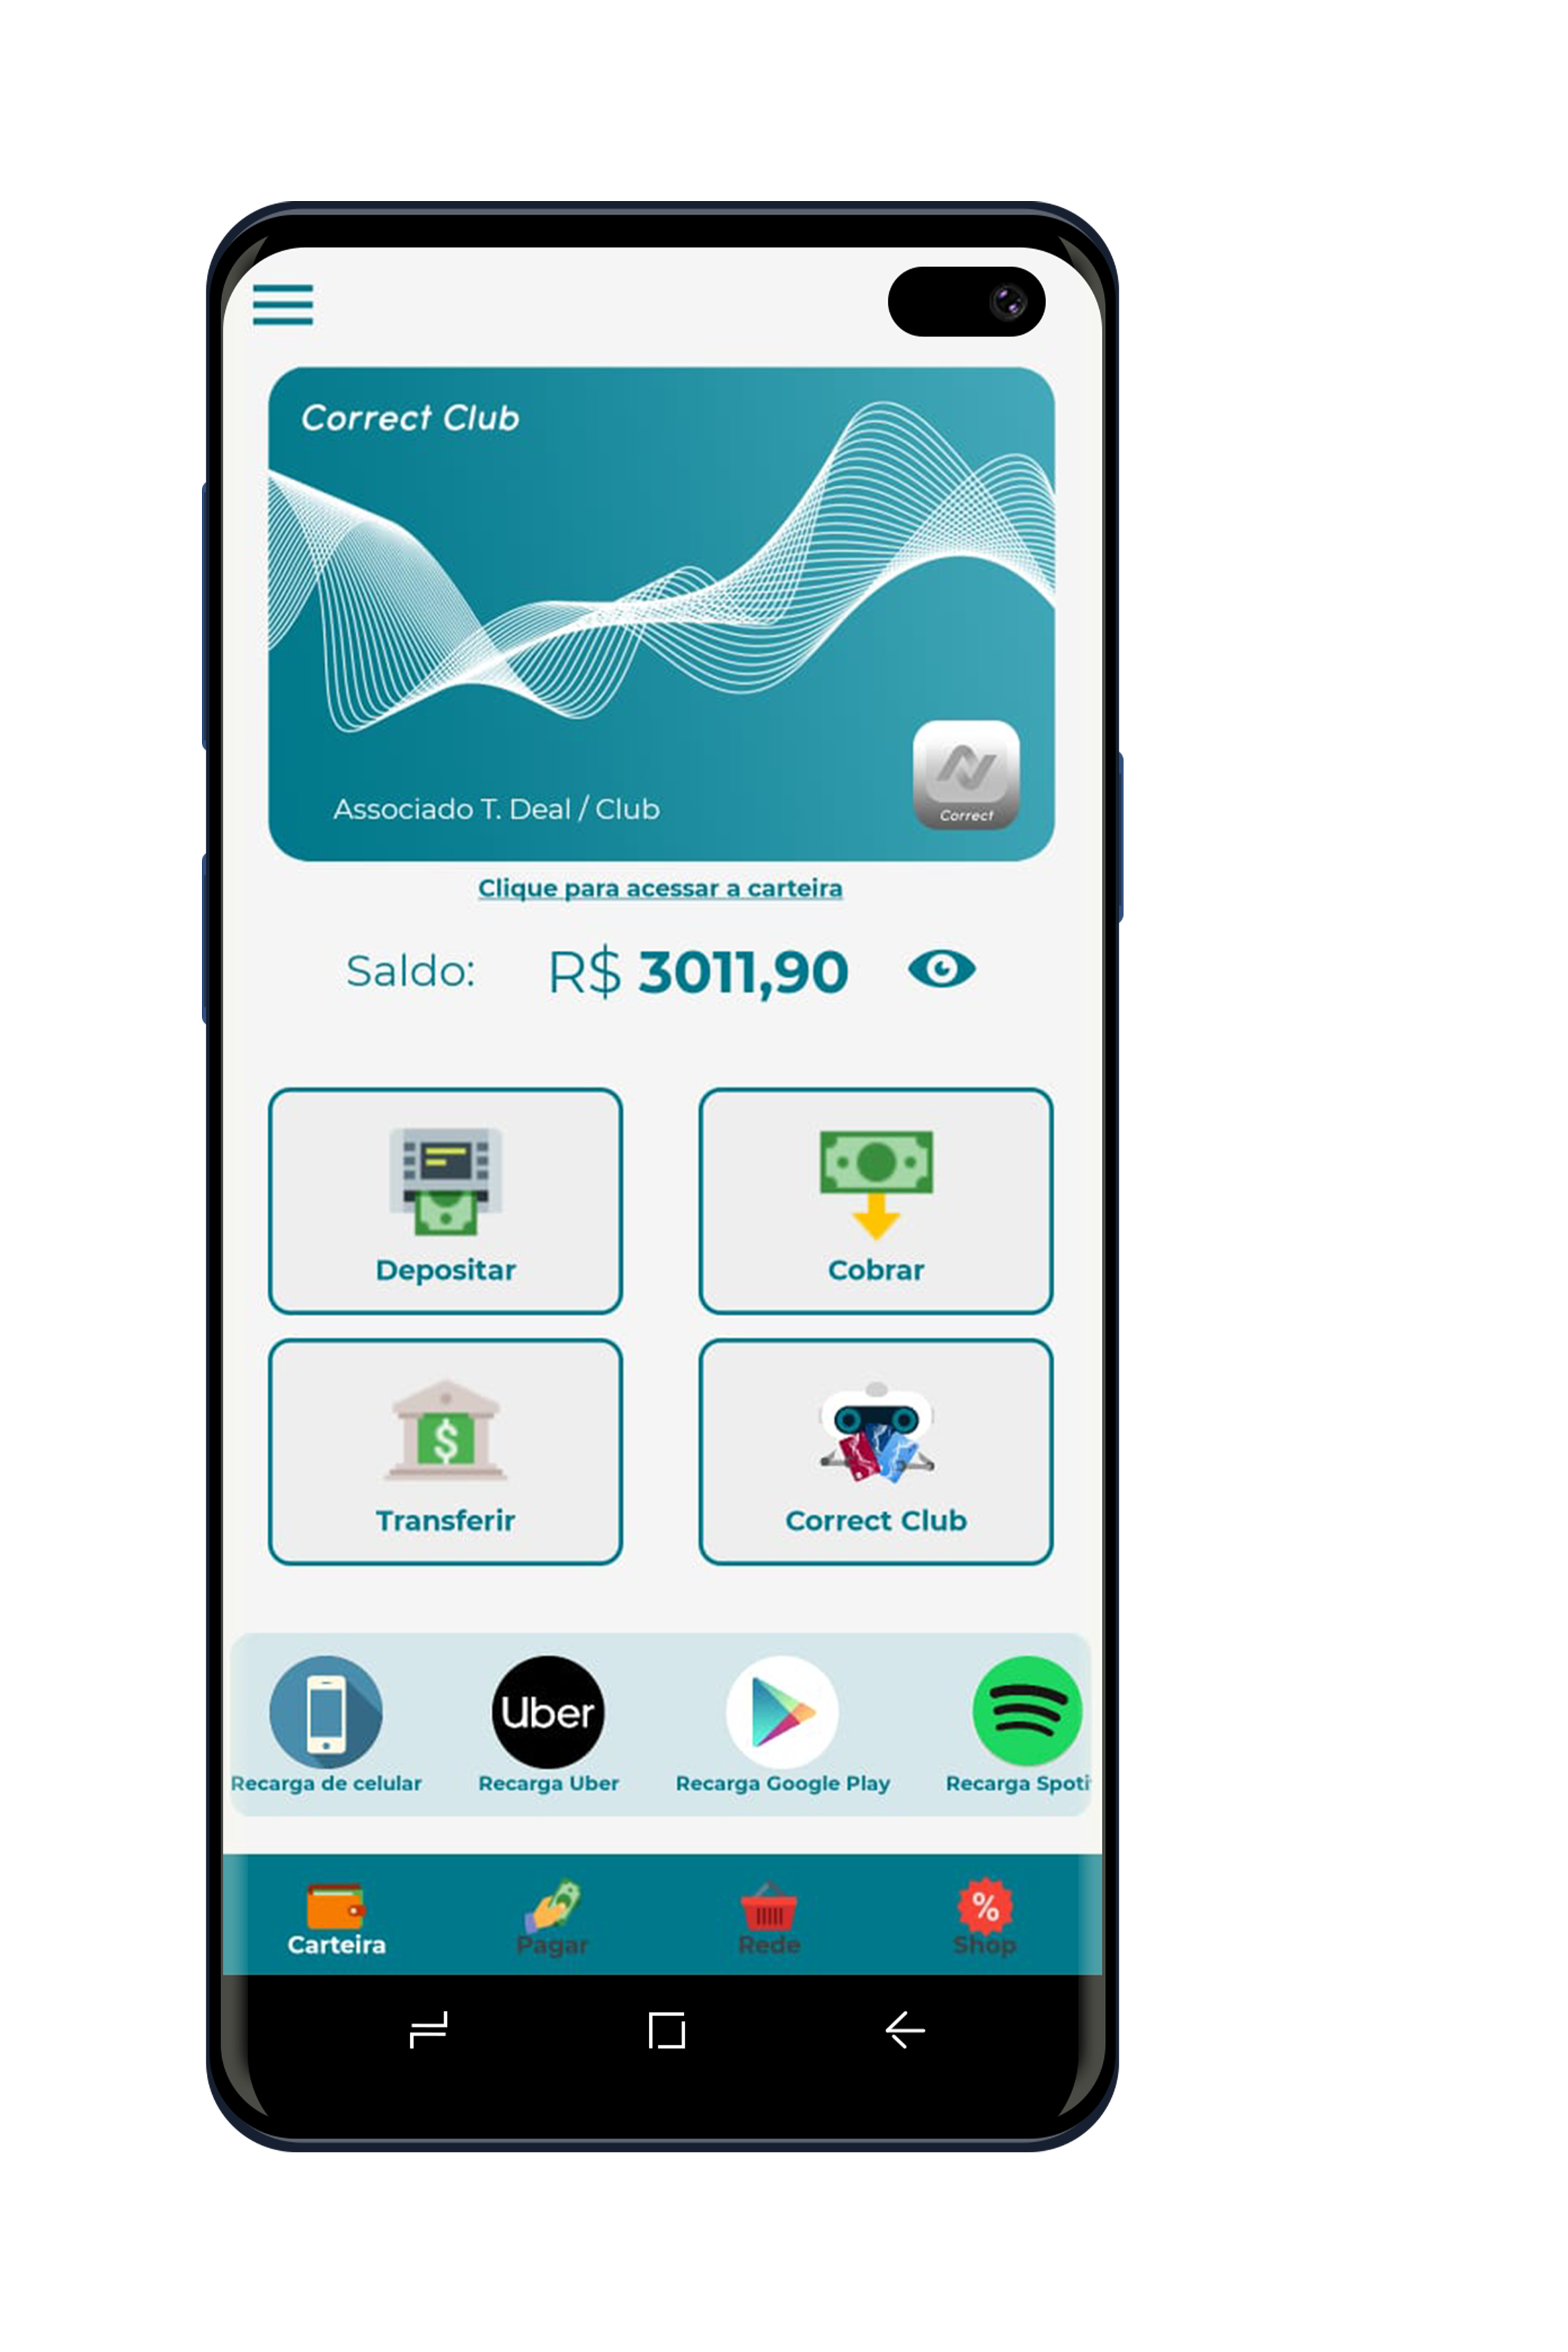 Correct Club
Correct
Associado T. Deal / Club
Clique para acessar a carteira
Saldo: R$ 3011,90
Depositar
Cobrar
$
Transferir
Correct Club
Uber
Recarga de celular
Recarga Uber
Recarga Google Play
Recarga Spoti
%
Carteira
Pagar
Rede
Shop